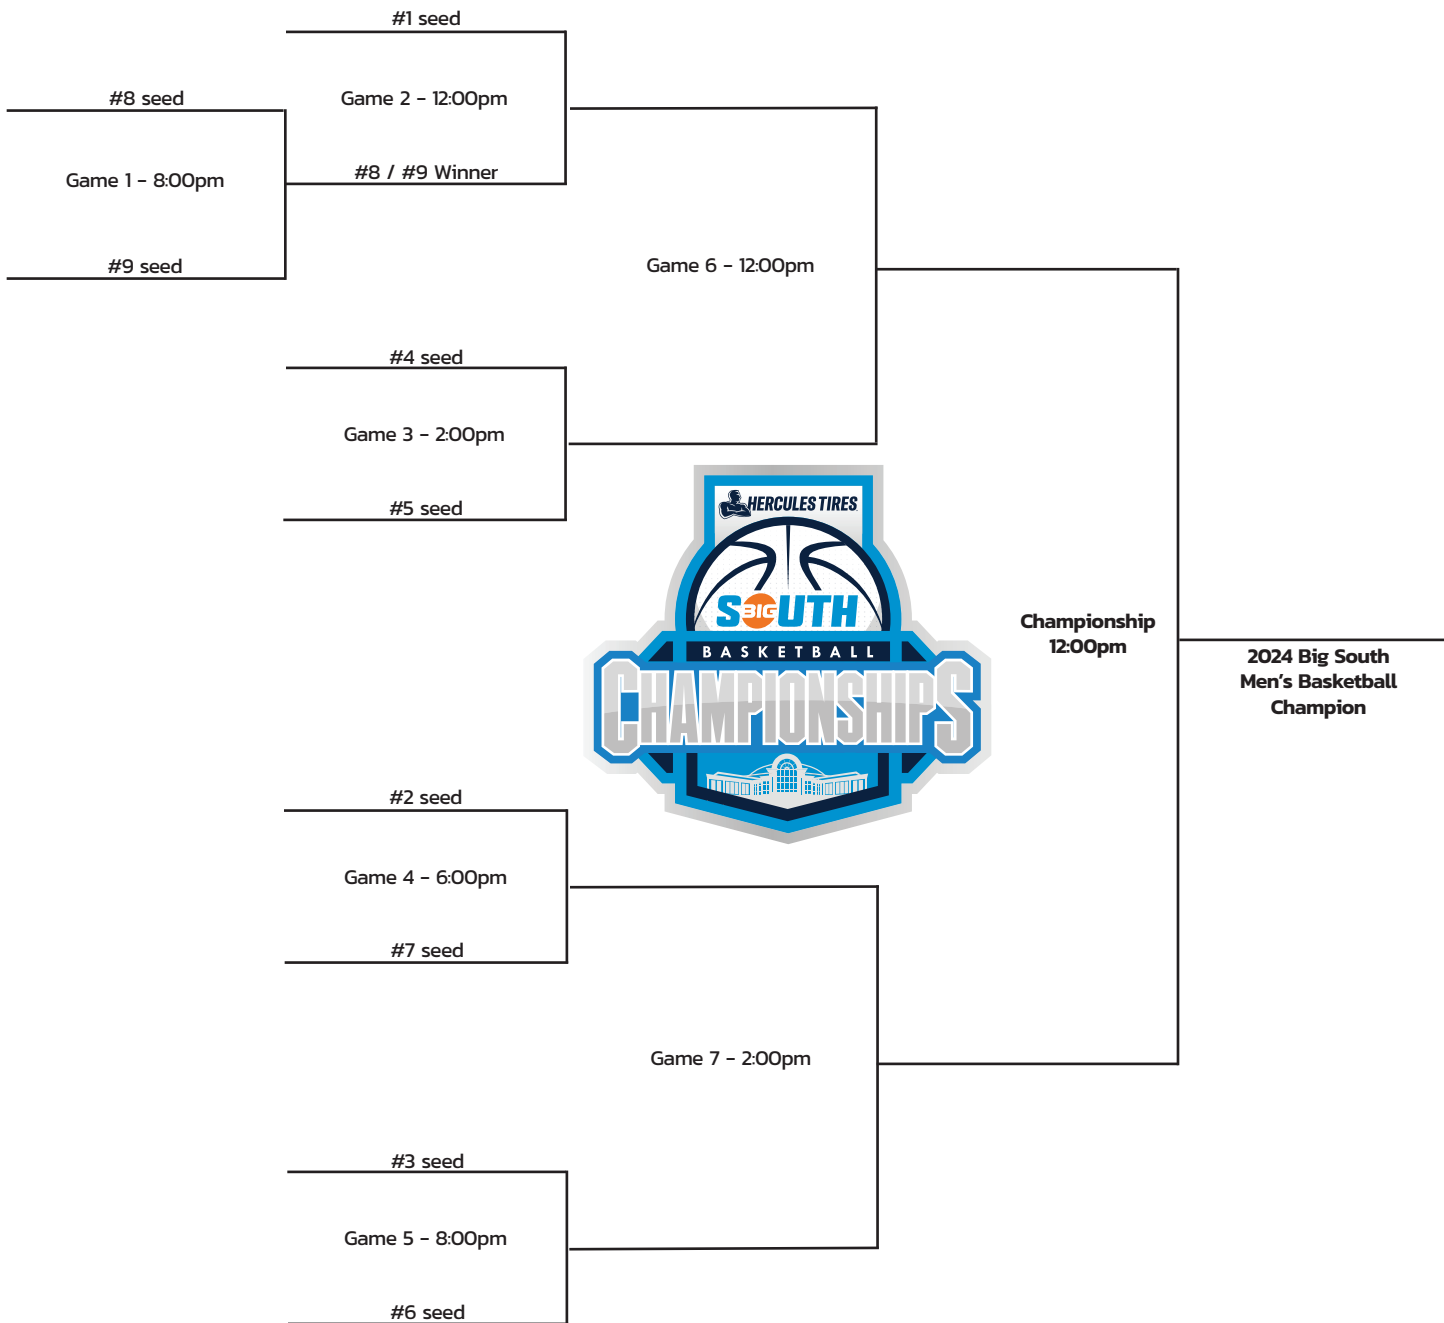 #1 seed
#8 seed
Game 2 - 12:00pm
Game 1 - 8:00pm
#8 / #9 Winner
#9 seed
Game 6 - 12:00pm
#4 seed
Game 3 - 2:00pm
#5 seed
HERCULES TIRES
SBIGUTH
BASKETBALL
CHAMPIONSHIPS
Championship
12:00pm
2024 Big South
Men's Basketball
Champion
#2 seed
Game 4 - 6:00pm
#7 seed
Game 7 - 2:00pm
#3 seed
Game 5 - 8:00pm
#6 seed